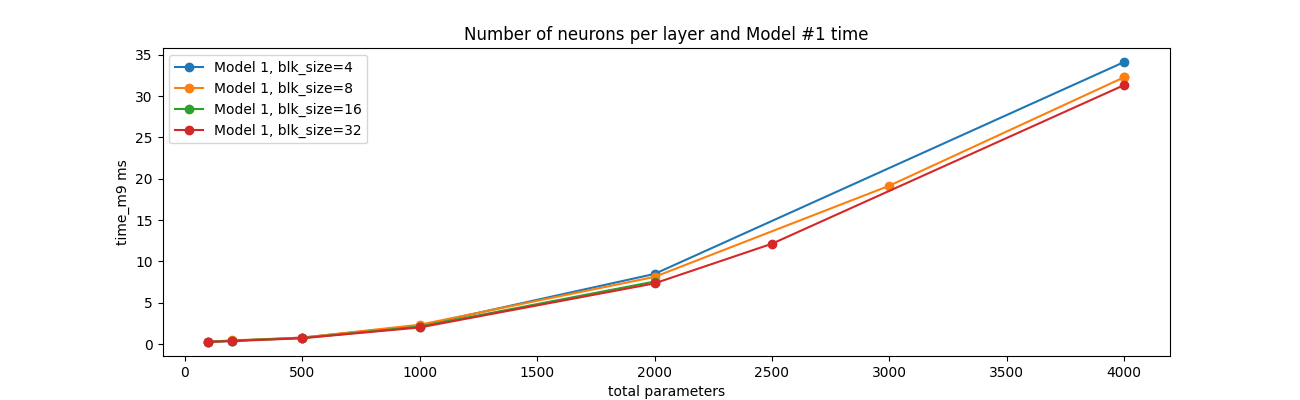 Number of neurons per layer and Model #1 time
35
30
25
20
15
10
5
0
time_m9 ms
Model 1, blk_size=4
Model 1, blk_size=8
Model 1, blk_size=16
Model 1, blk_size=32
0 500 1000 1500 2000 2500 3000 3500 4000
total parameters